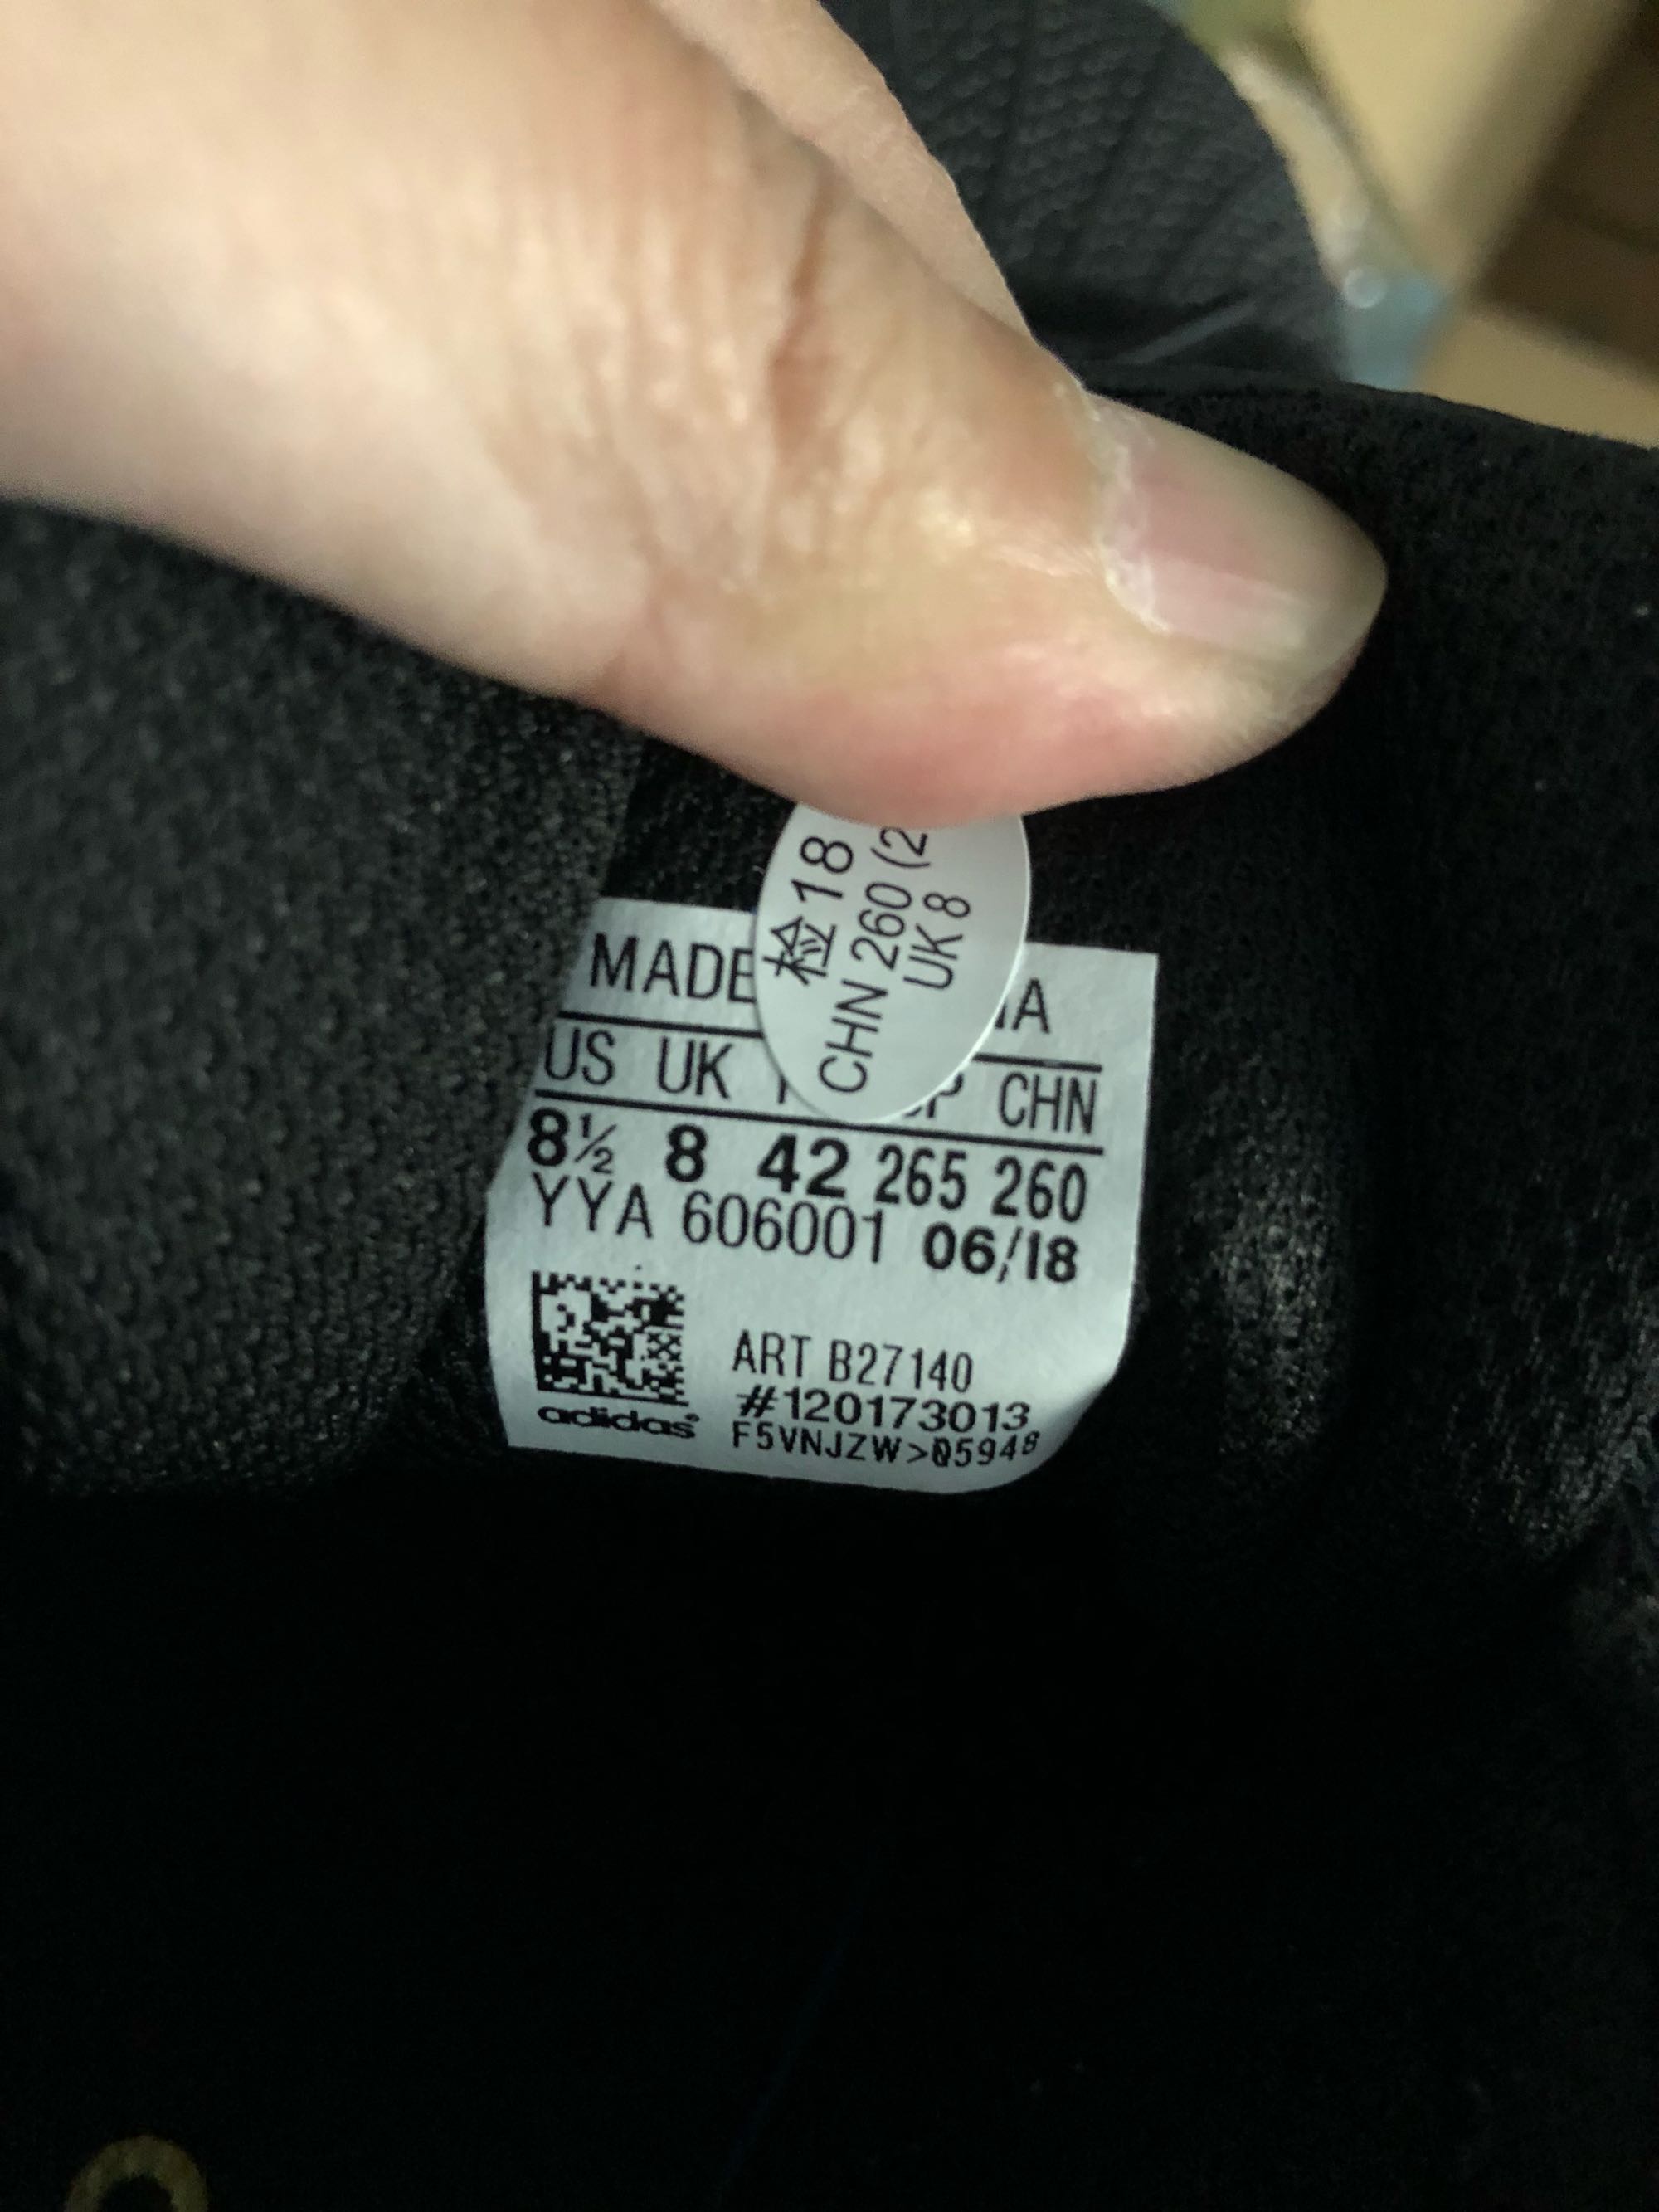 检18
CHN 260 (2
UK 8
MADE
US UK CHN
8½ 8 42 265 260
YYA 606001 06/18
ART B27140
#120173013
adidas
F5VNJZW>05948